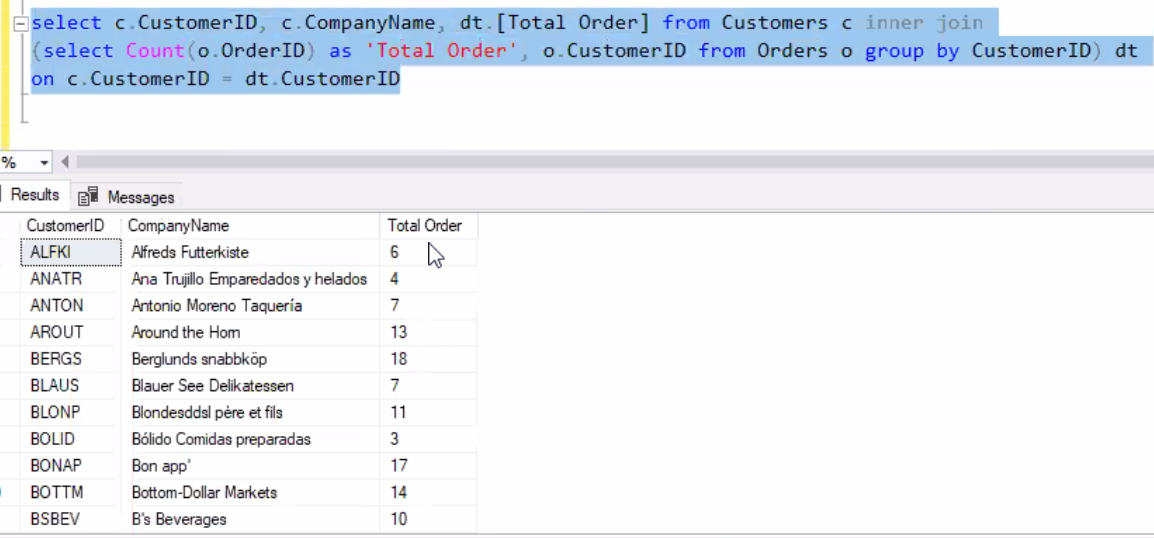 select c.CustomerID, c.CompanyName, dt.[Total Order] from Customers c inner join
(select Count(o.OrderID) as 'Total Order', o.CustomerID from Orders o group by CustomerID) dt
on c.CustomerID = dt.CustomerID
%
Results Messages
CustomerID CompanyName Total Order
ALFKI Alfreds Futterkiste 6
ANATR Ana Trujillo Emparedados y helados 4
ANTON Antonio Moreno Taquería 7
AROUT Around the Horn 13
BERGS Berglunds snabbköp 18
BLAUS Blauer See Delikatessen 7
BLONP Blondesddsl père et fils 11
BOLID Bólido Comidas preparadas 3
BONAP Bon app' 17
BOTTM Bottom-Dollar Markets 14
BSBEV B's Beverages 10